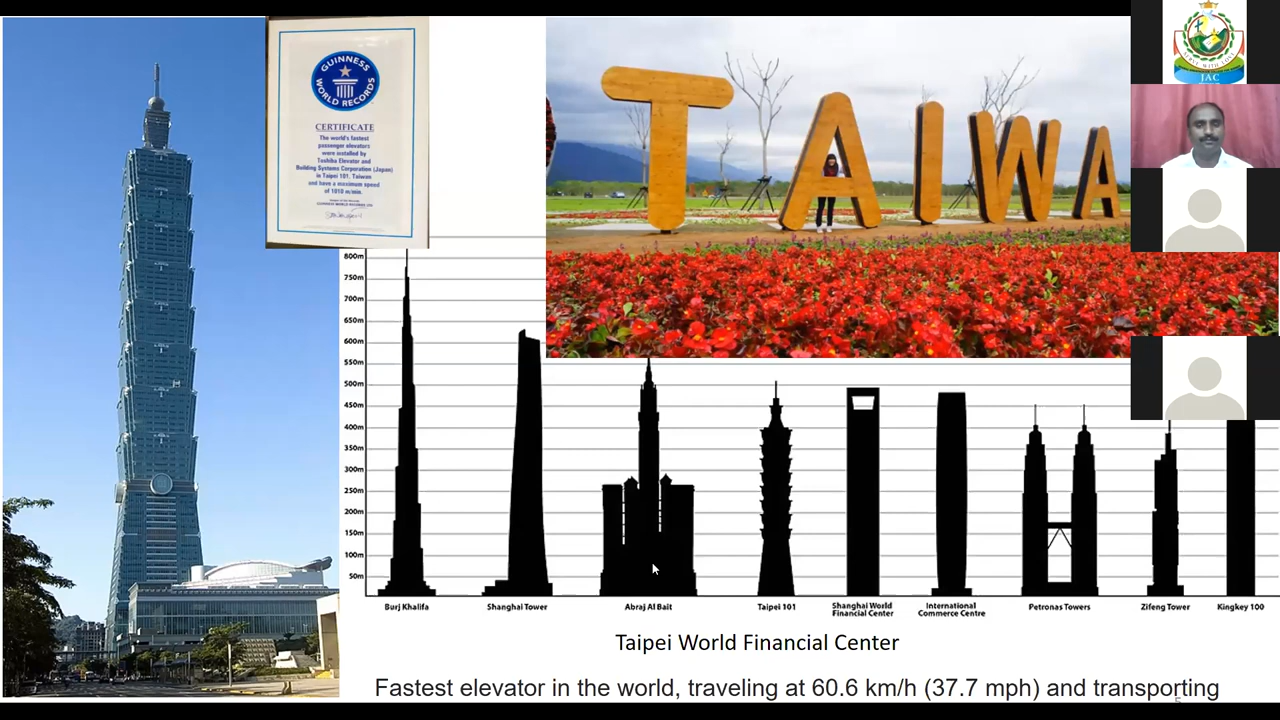 GUINNESS
WORLD RECORDS
CERTIFICATE
The world's fastest
passenger elevators
were installed by
Toshiba Elevator and
Building Systems Corporation (Japan)
in Taipei 101, Taiwan
and have a maximum speed
of 1010 m/min.
TAIWA
JAC
800m
750m
700m
650m
600m
550m
500m
450m
400m
350m
300m
250m
200m
150m
100m
50m
Burj Khalifa
Shanghai Tower
Abraj Al Bait
Taipei 101
Shanghai World
Financial Center
International
Commerce Centre
Petronas Towers
Zifeng Tower
Kingkey 100
Taipei World Financial Center
Fastest elevator in the world, traveling at 60.6 km/h (37.7 mph) and transporting